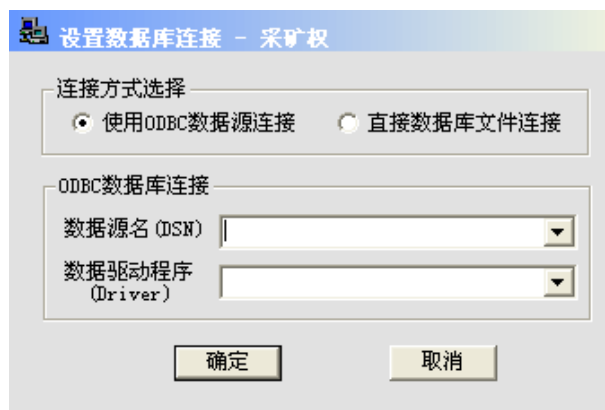 设置数据库连接 - 采矿权
连接方式选择
使用ODBC数据源连接 直接数据库文件连接
ODBC数据库连接
数据源名(DSN)
数据驱动程序
(Driver)
确定 取消